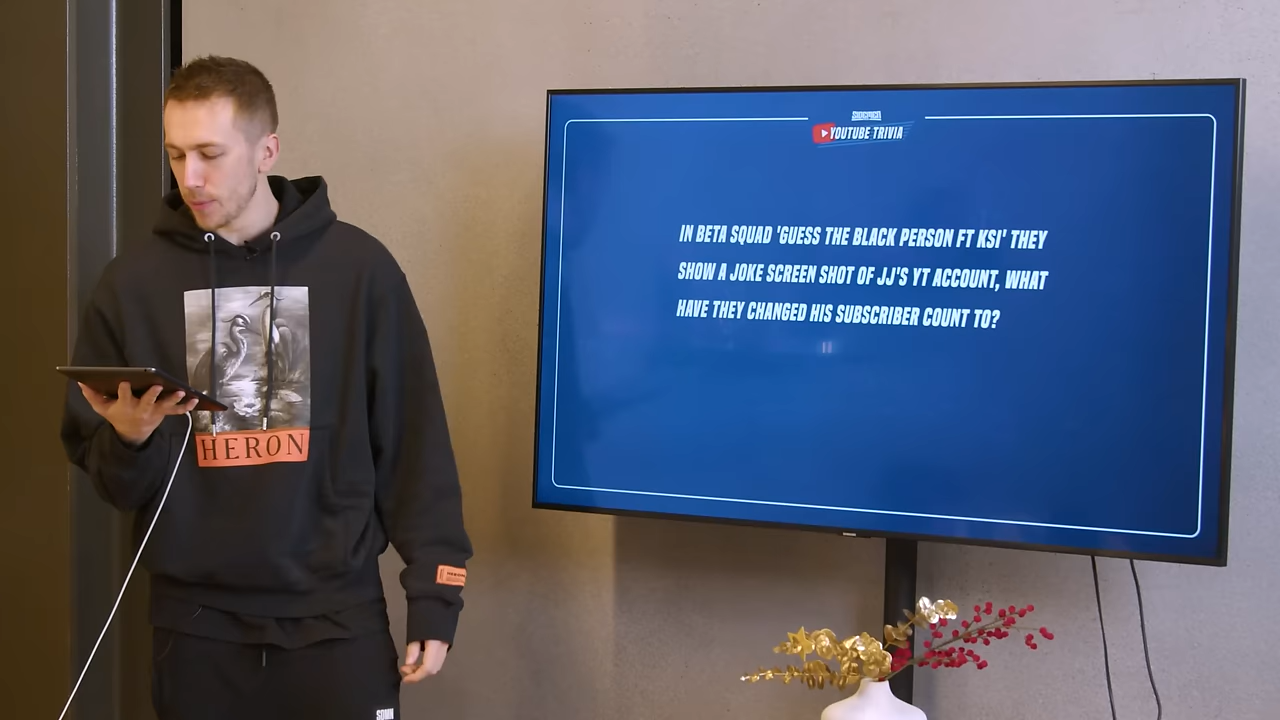 SIDEMEN
YOUTUBE TRIVIA
IN BETA SQUAD 'GUESS THE BLACK PERSON FT KSI' THEY
SHOW A JOKE SCREEN SHOT OF JJ'S YT ACCOUNT, WHAT
HAVE THEY CHANGED HIS SUBSCRIBER COUNT TO?
HERON